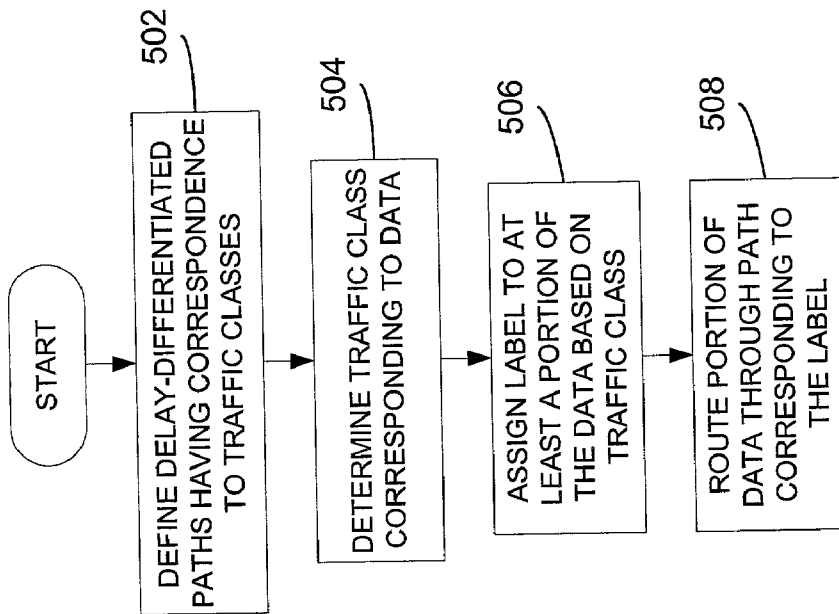 START
DEFINE DELAY-DIFFERENTIATED
PATHS HAVING CORRESPONDENCE
TO TRAFFIC CLASSES
502
DETERMINE TRAFFIC CLASS
CORRESPONDING TO DATA
504
ASSIGN LABEL TO AT
LEAST A PORTION OF
THE DATA BASED ON
TRAFFIC CLASS
506
ROUTE PORTION OF
DATA THROUGH PATH
CORRESPONDING TO
THE LABEL
508